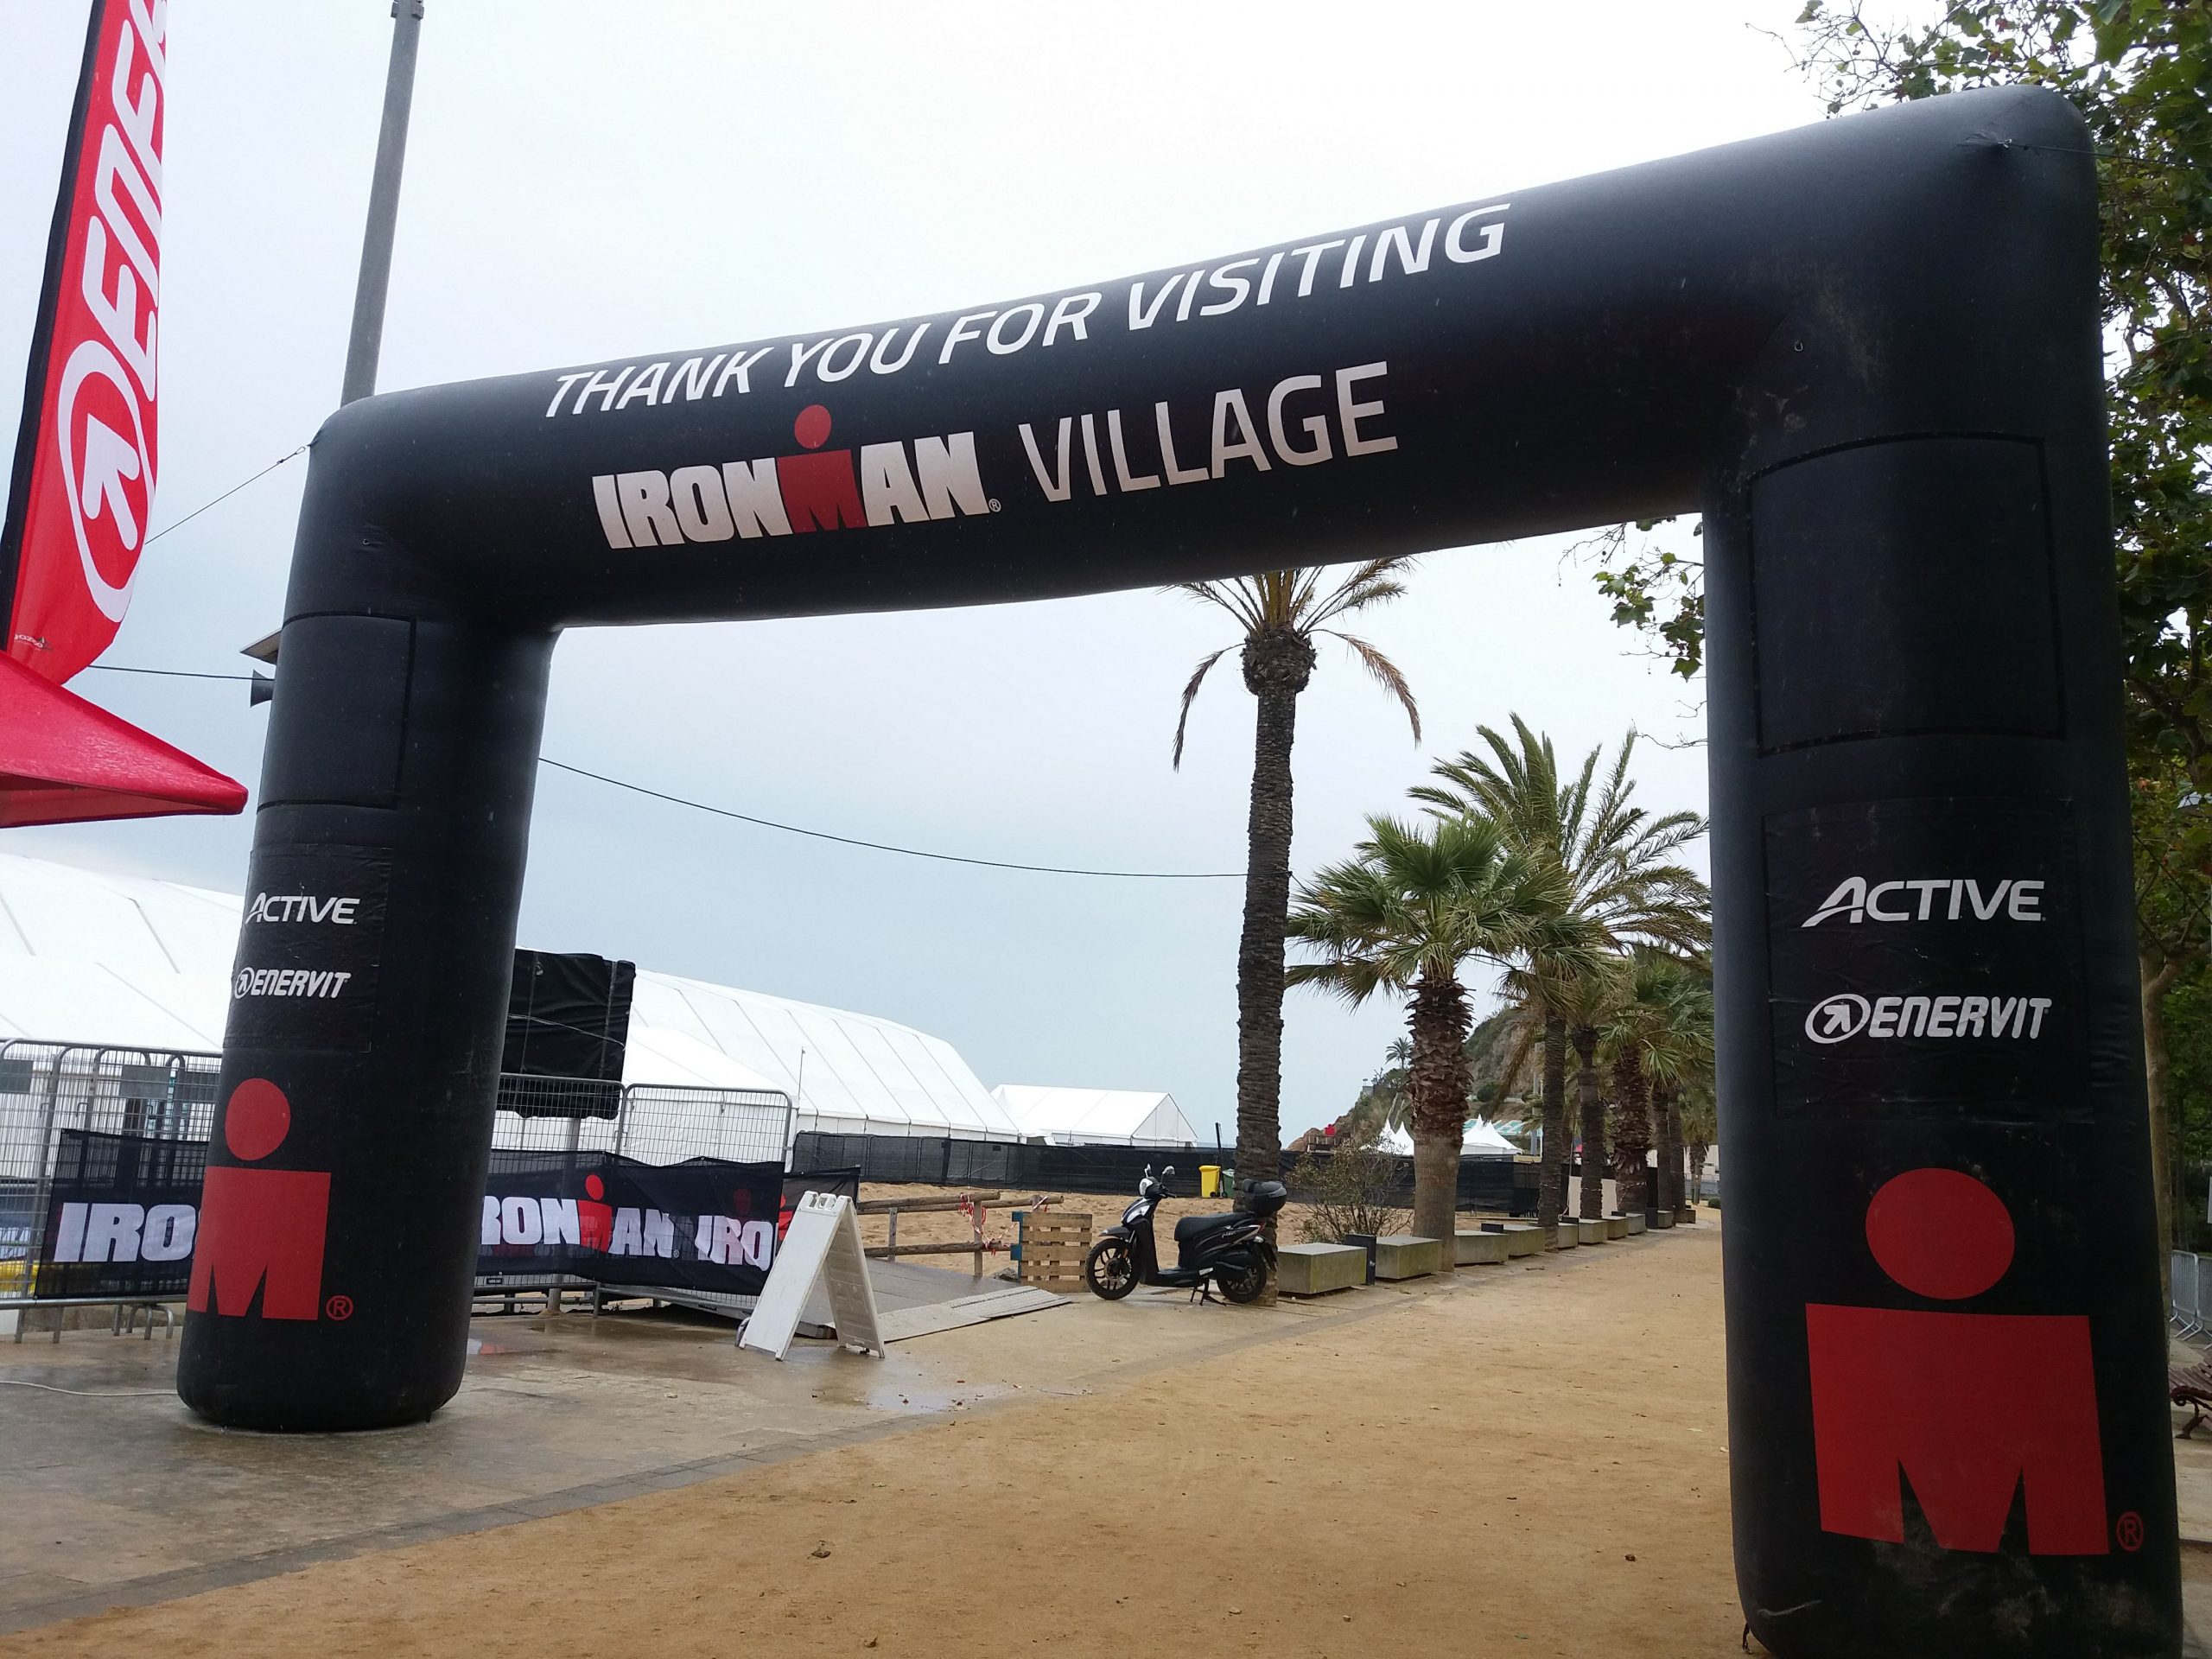 THANK YOU FOR VISITING
IRONMAN® VILLAGE
ACTIVE
ENERVIT
M®
ACTIVE
ENERVIT
M®
IRONMAN